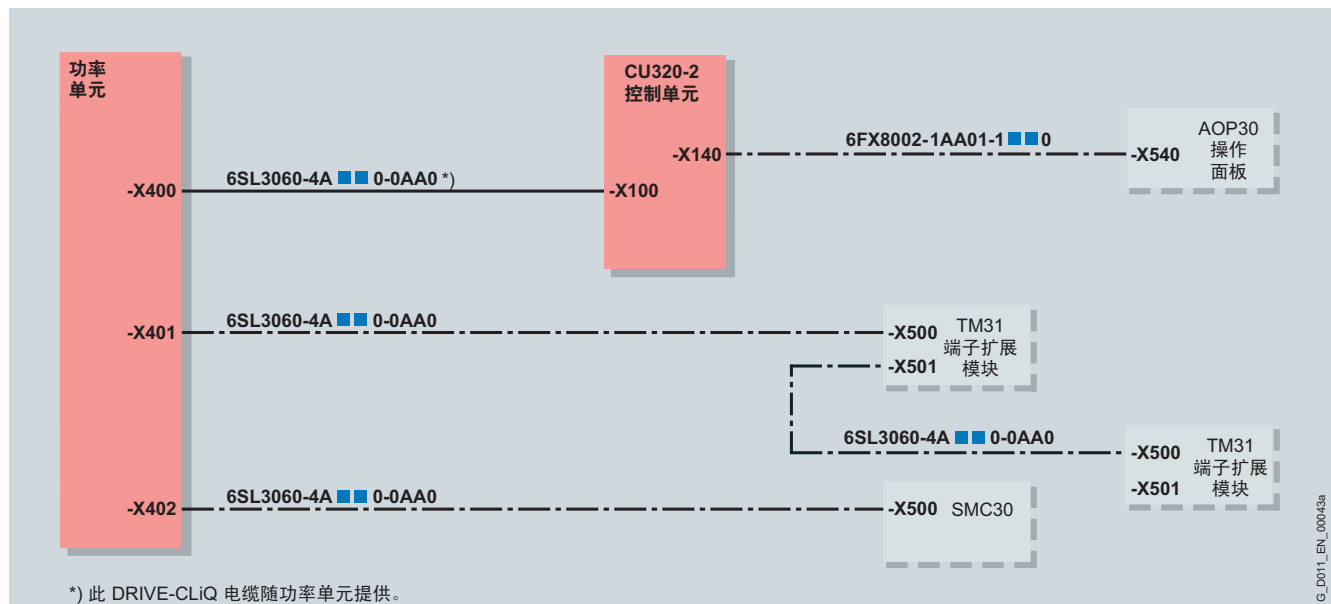 功率
单元
CU320-2
控制单元
6FX8002-1AA01-1■■0
AOP30
操作
面板
-X140
-X540
6SL3060-4A■■0-0AA0 *)
-X400
-X100
6SL3060-4A■■0-0AA0
-X401
-X500
TM31
端子扩展
模块
-X501
6SL3060-4A■■0-0AA0
-X500
TM31
端子扩展
模块
-X501
6SL3060-4A■■0-0AA0
-X402
-X500 SMC30
*) 此 DRIVE-CLiQ 电缆随功率单元提供。
G_D011_EN_00043a